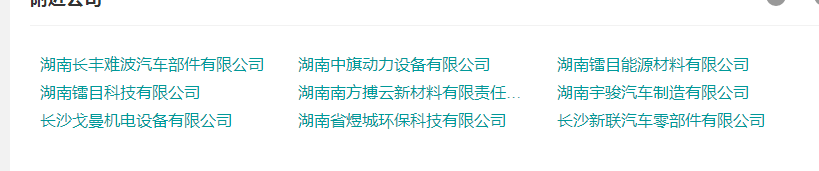 附近公司
湖南长丰难波汽车部件有限公司 湖南中旗动力设备有限公司 湖南镭目能源材料有限公司
湖南镭目科技有限公司 湖南南方搏云新材料有限责任... 湖南宇骏汽车制造有限公司
长沙戈曼机电设备有限公司 湖南省煜城环保科技有限公司 长沙新联汽车零部件有限公司